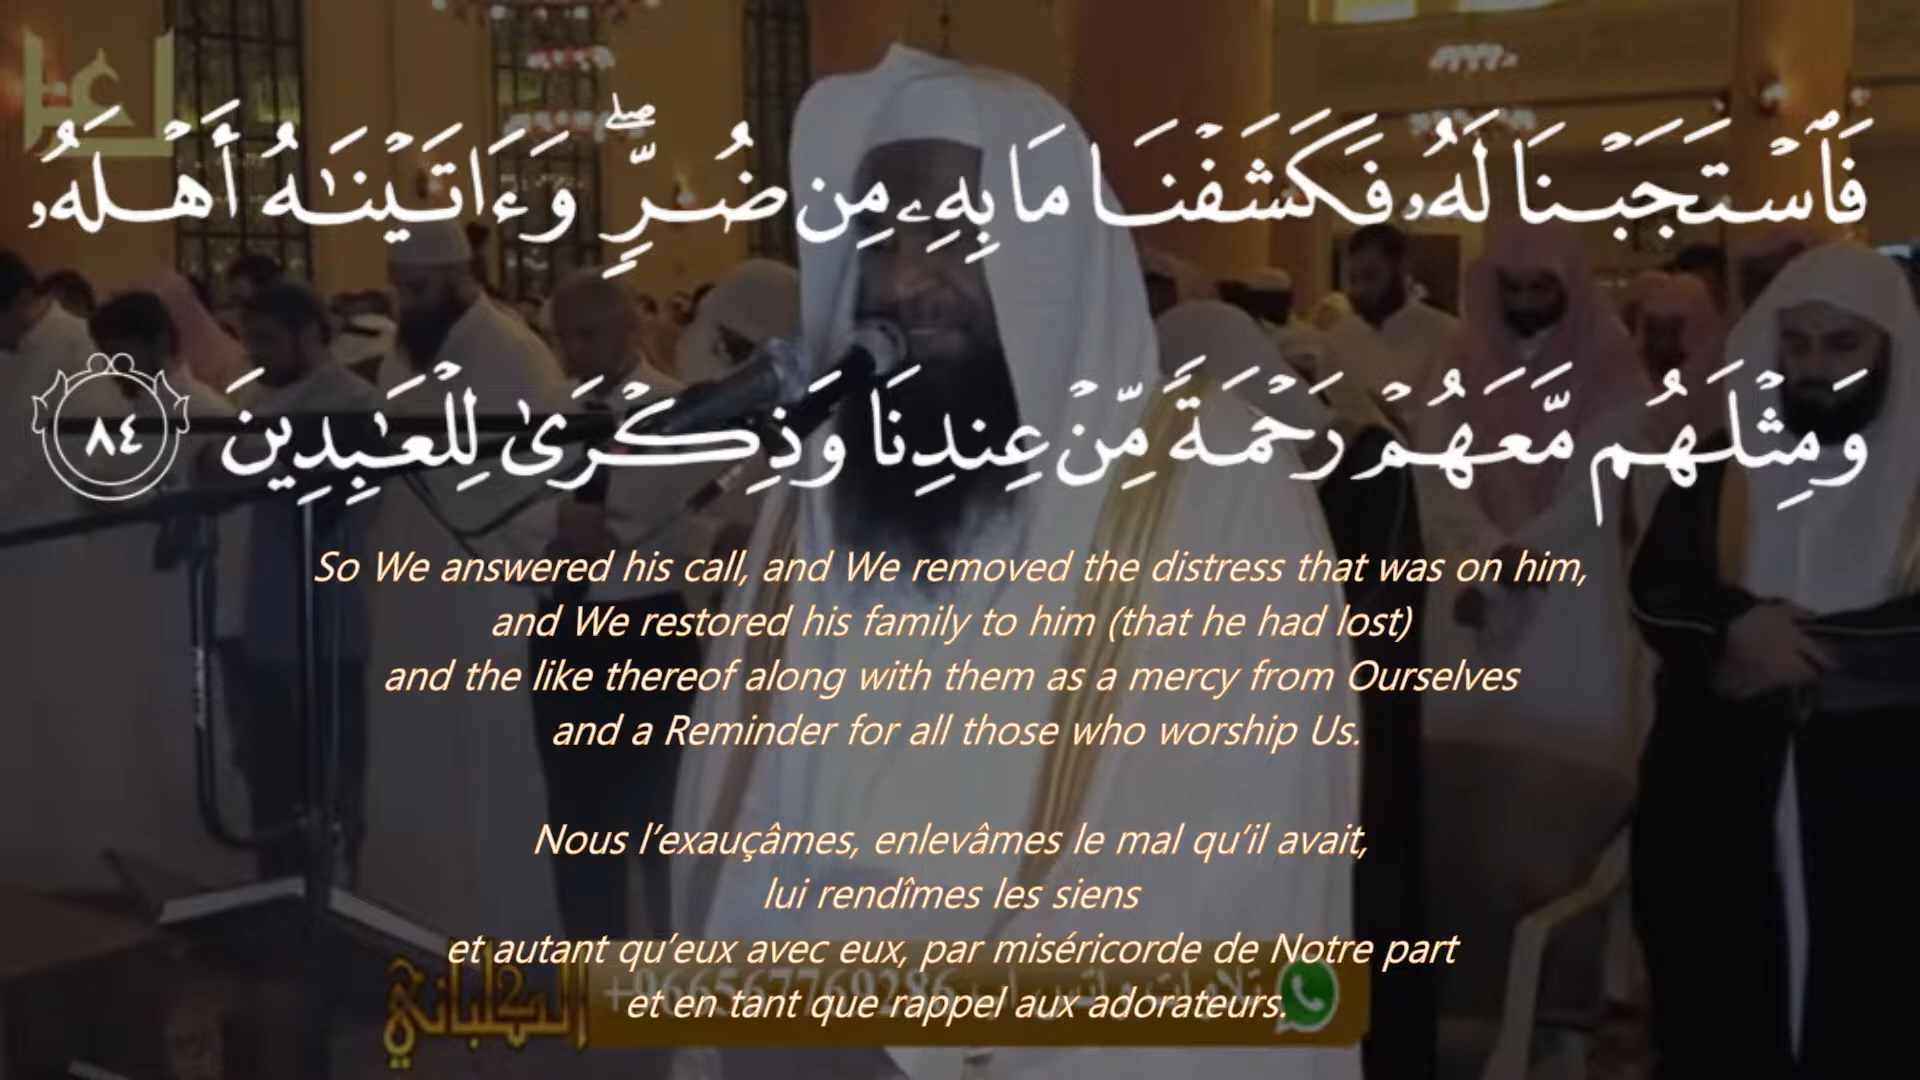 فَٱسْتَجَبْنَا لَهُۥ فَكَشَفْنَا مَا بِهِۦ مِن ضُرٍّۖ وَءَاتَيْنَٰهُ أَهْلَهُۥ
وَمِثْلَهُم مَّعَهُمْ رَحْمَةً مِّنْ عِندِنَا وَذِكْرَىٰ لِلْعَٰبِدِينَ ٨٤
So We answered his call, and We removed the distress that was on him,
and We restored his family to him (that he had lost)
and the like thereof along with them as a mercy from Ourselves
and a Reminder for all those who worship Us.
Nous l’exauçâmes, enlevâmes le mal qu’il avait,
lui rendîmes les siens
et autant qu’eux avec eux, par miséricorde de Notre part
et en tant que rappel aux adorateurs.